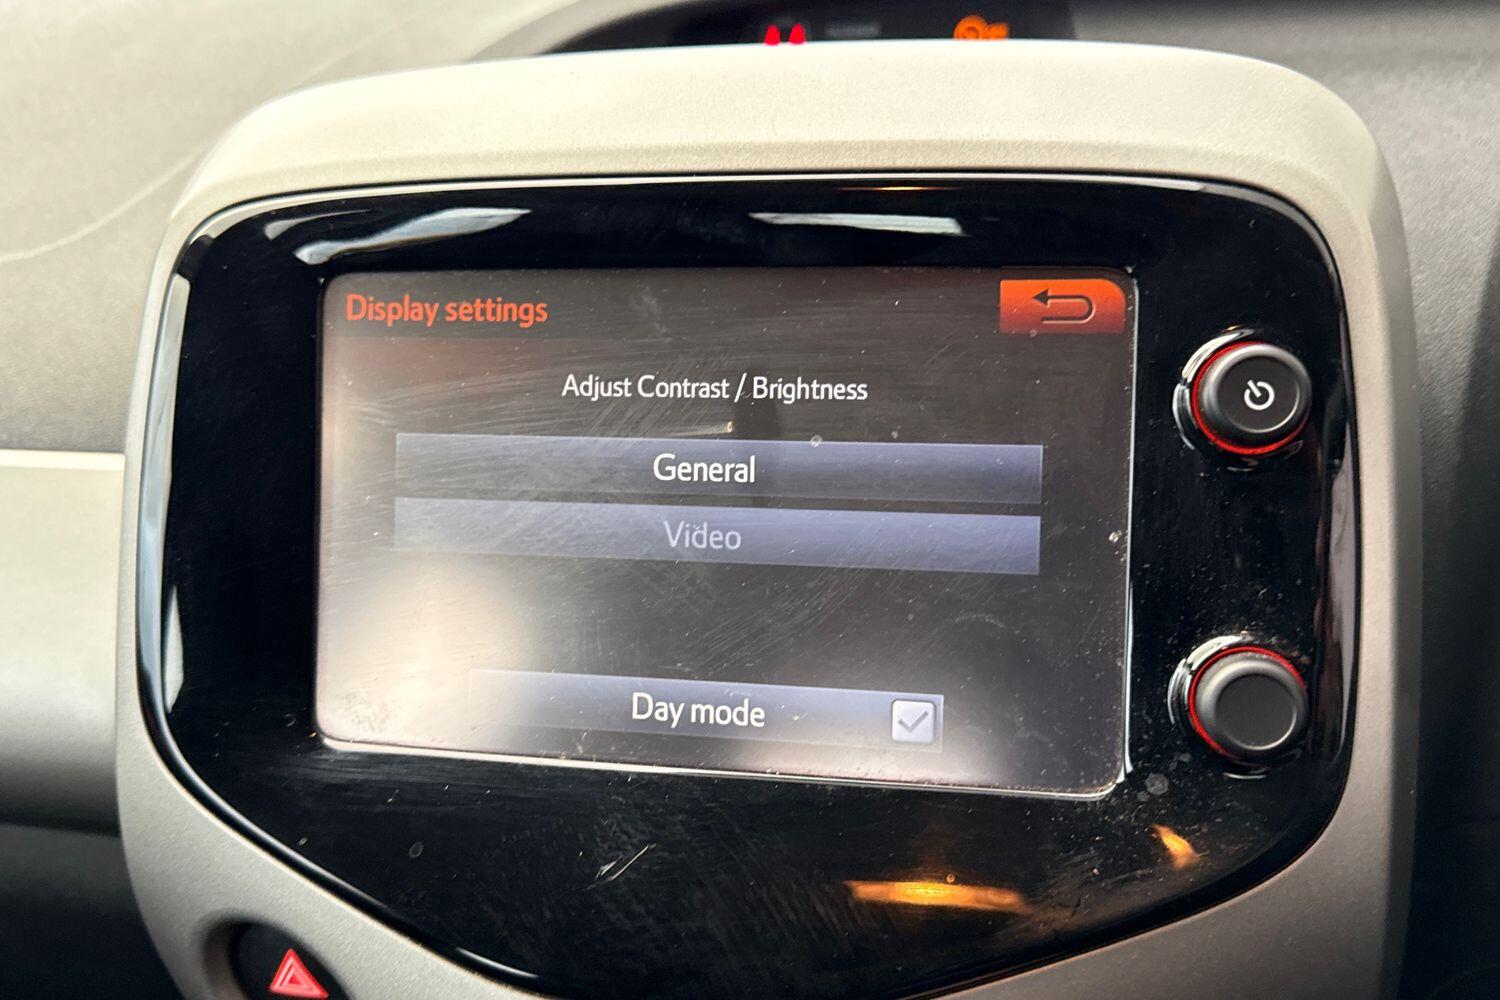 Display settings
Adjust Contrast / Brightness
General
Video
Day mode